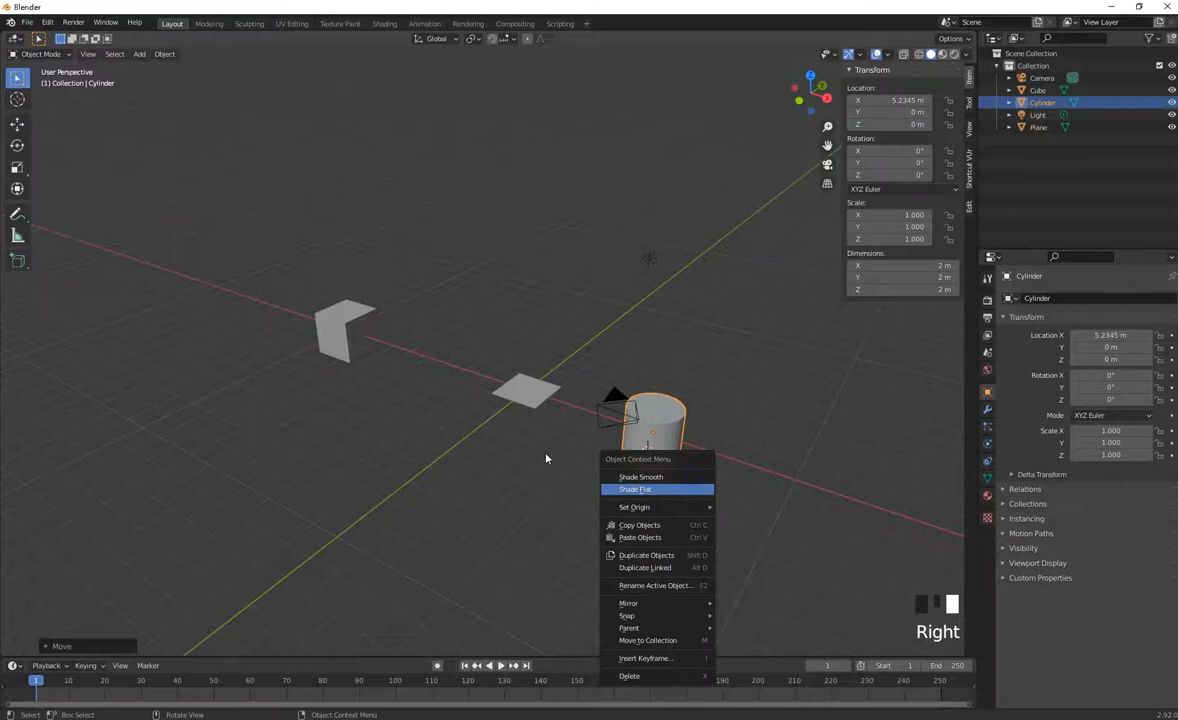 Blender
File Edit Render Window Help Layout Modeling Sculpting UV Editing Texture Paint Shading Animation Rendering Compositing Scripting + Scene View Layer
Global Options
Object Mode View Select Add Object
User Perspective
(1) Collection | Cylinder
Transform
Location:
X 5.2345 m
Y 0 m
Z 0 m
Rotation:
X 0°
Y 0°
Z 0°
XYZ Euler
Scale:
X 1.000
Y 1.000
Z 1.000
Dimensions:
X 2 m
Y 2 m
Z 2 m
Item
Tool
View
Shortcut VUr
Edit
Z
Y
X
Scene Collection
Collection
Camera
Cube
Cylinder
Light
Plane
Cylinder
Cylinder
Transform
Location X 5.2345 m
Y 0 m
Z 0 m
Rotation X 0°
Y 0°
Z 0°
Mode XYZ Euler
Scale X 1.000
Y 1.000
Z 1.000
Delta Transform
Relations
Collections
Instancing
Motion Paths
Visibility
Viewport Display
Custom Properties
Object Context Menu
Shade Smooth
Shade Flat
Set Origin
Copy Objects Ctrl C
Paste Objects Ctrl V
Duplicate Objects Shift D
Duplicate Linked Alt D
Rename Active Object... F2
Mirror
Snap
Parent
Move to Collection M
Insert Keyframe... I
Delete X
Right
Move
Playback Keying View Marker 1 Start 1 End 250
1 10 20 30 40 50 60 70 80 90 100 110 120 130 140 150 160 170 180 190 200 210 220 230 240 250
Select Box Select Rotate View Object Context Menu 2.92.0